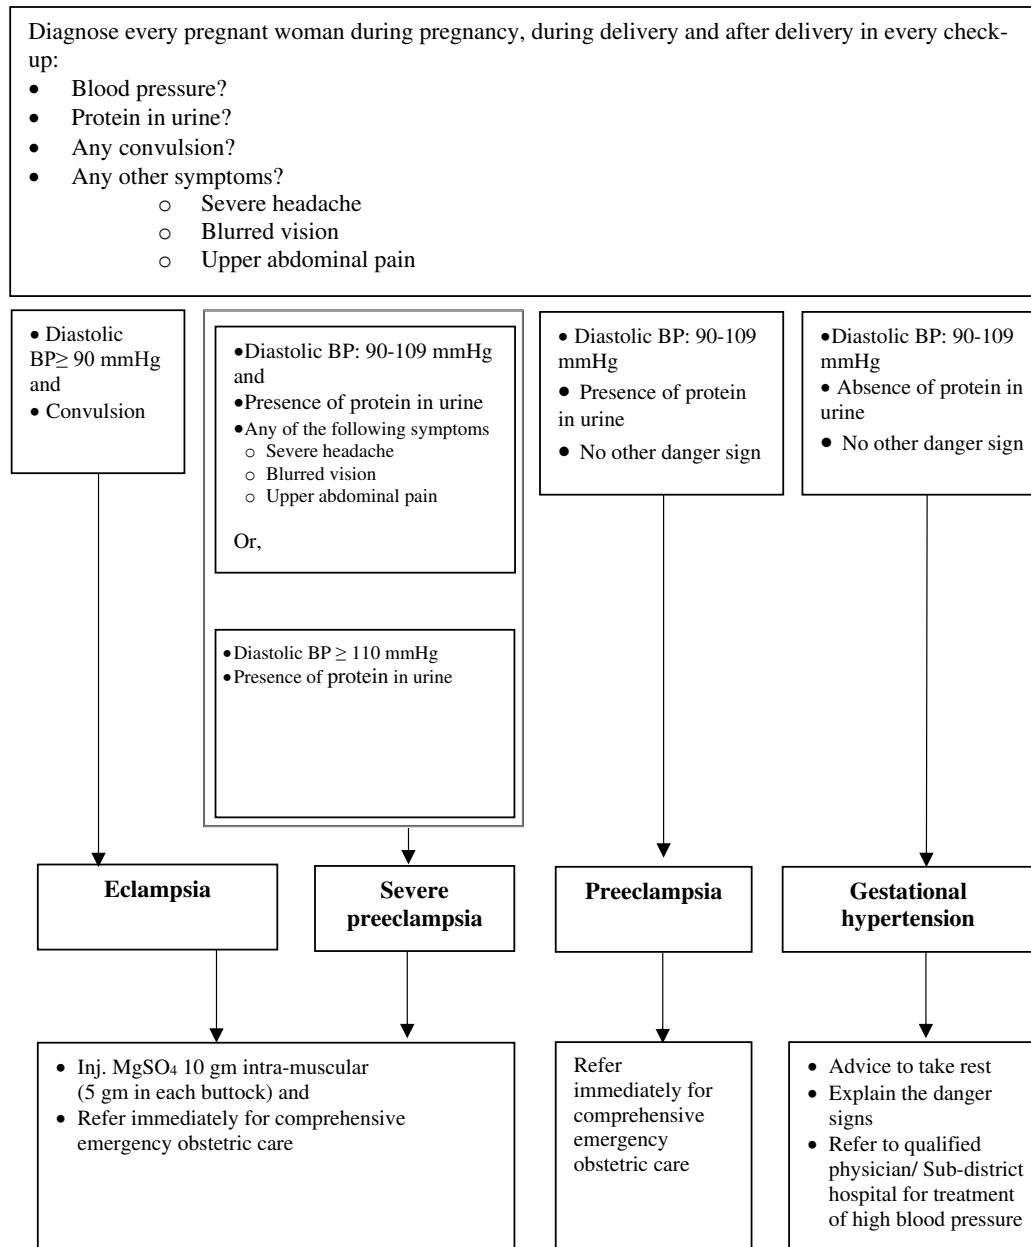 Diagnose every pregnant woman during pregnancy, during delivery and after delivery in every check-
up:
• Blood pressure?
• Protein in urine?
• Any convulsion?
• Any other symptoms?
o Severe headache
o Blurred vision
o Upper abdominal pain
• Diastolic
BP≥ 90 mmHg
and
• Convulsion
•Diastolic BP: 90-109 mmHg
and
•Presence of protein in urine
•Any of the following symptoms
o Severe headache
o Blurred vision
o Upper abdominal pain
Or,
•Diastolic BP ≥ 110 mmHg
•Presence of protein in urine
• Diastolic BP: 90-109
mmHg
• Presence of protein
in urine
• No other danger sign
•Diastolic BP: 90-109
mmHg
• Absence of protein in
urine
• No other danger sign
Eclampsia
Severe
preeclampsia
Preeclampsia
Gestational
hypertension
• Inj. MgSO₄ 10 gm intra-muscular
(5 gm in each buttock) and
• Refer immediately for comprehensive
emergency obstetric care
Refer
immediately for
comprehensive
emergency
obstetric care
• Advice to take rest
• Explain the danger
signs
• Refer to qualified
physician/ Sub-district
hospital for treatment
of high blood pressure